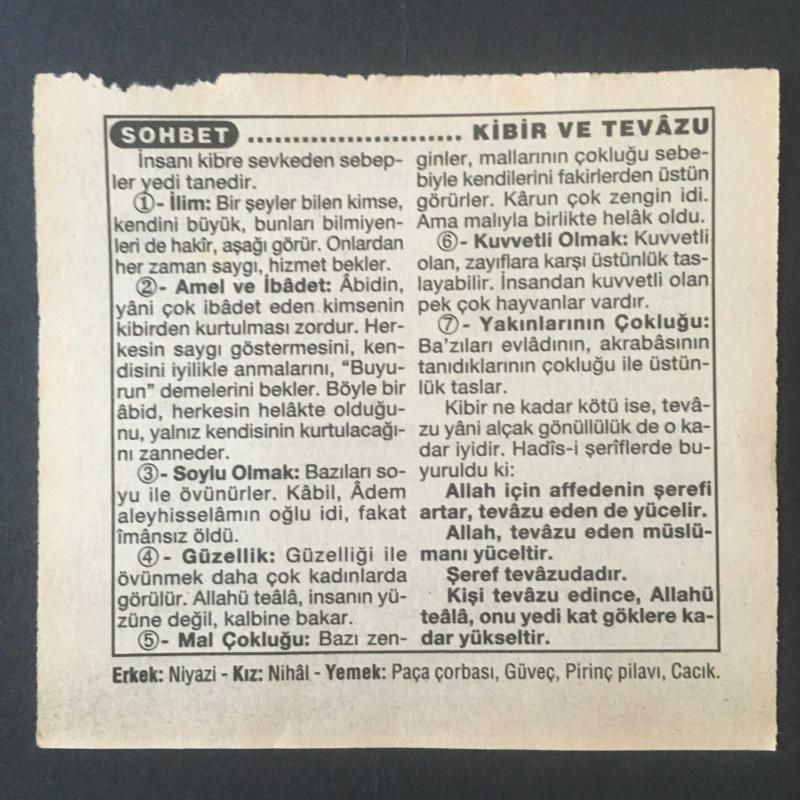 SOHBET ........................ KİBİR VE TEVÂZU
İnsanı kibre sevkeden sebep-
ler yedi tanedir.
①- İlim: Bir şeyler bilen kimse,
kendini büyük, bunları bilmiyen-
leri de hakîr, aşağı görür. Onlardan
her zaman saygı, hizmet bekler.
②- Amel ve İbâdet: Âbidin,
yâni çok ibâdet eden kimsenin
kibirden kurtulması zordur. Her-
kesin saygı göstermesini, ken-
disini iyilikle anmalarını, “Buyu-
run” demelerini bekler. Böyle bir
âbid, herkesin helâkte olduğu-
nu, yalnız kendisinin kurtulacağı-
nı zanneder.
③- Soylu Olmak: Bazıları so-
yu ile övünürler. Kâbil, Âdem
aleyhisselâmın oğlu idi, fakat
îmânsız öldü.
④- Güzellik: Güzelliği ile
övünmek daha çok kadınlarda
görülür. Allahü teâlâ, insanın yü-
züne değil, kalbine bakar.
⑤- Mal Çokluğu: Bazı zen-
ginler, mallarının çokluğu sebe-
biyle kendilerini fakirlerden üstün
görürler. Kârun çok zengin idi.
Ama malıyla birlikte helâk oldu.
⑥- Kuvvetli Olmak: Kuvvetli
olan, zayıflara karşı üstünlük tas-
layabilir. İnsandan kuvvetli olan
pek çok hayvanlar vardır.
⑦- Yakınlarının Çokluğu:
Ba'zıları evlâdının, akrabâsının
tanıdıklarının çokluğu ile üstün-
lük taslar.
Kibir ne kadar kötü ise, tevâ-
zu yâni alçak gönüllülük de o ka-
dar iyidir. Hadîs-i şerîflerde bu-
yuruldu ki:
Allah için affedenin şerefi
artar, tevâzu eden de yücelir.
Allah, tevâzu eden müslü-
manı yüceltir.
Şeref tevâzudadır.
Kişi tevâzu edince, Allahü
teâlâ, onu yedi kat göklere ka-
dar yükseltir.
Erkek: Niyazi - Kız: Nihâl - Yemek: Paça çorbası, Güveç, Pirinç pilavı, Cacık.